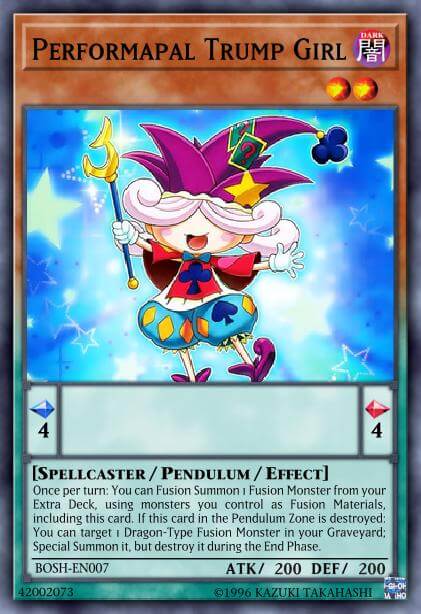 Performapal Trump Girl
DARK
闇
?
?
4
4
[Spellcaster / Pendulum / Effect]
Once per turn: You can Fusion Summon 1 Fusion Monster from your
Extra Deck, using monsters you control as Fusion Materials,
including this card. If this card in the Pendulum Zone is destroyed:
You can target 1 Dragon-Type Fusion Monster in your Graveyard;
Special Summon it, but destroy it during the End Phase.
BOSH-EN007
ATK/ 200 DEF/ 200
42002073
©1996 KAZUKI TAKAHASHI